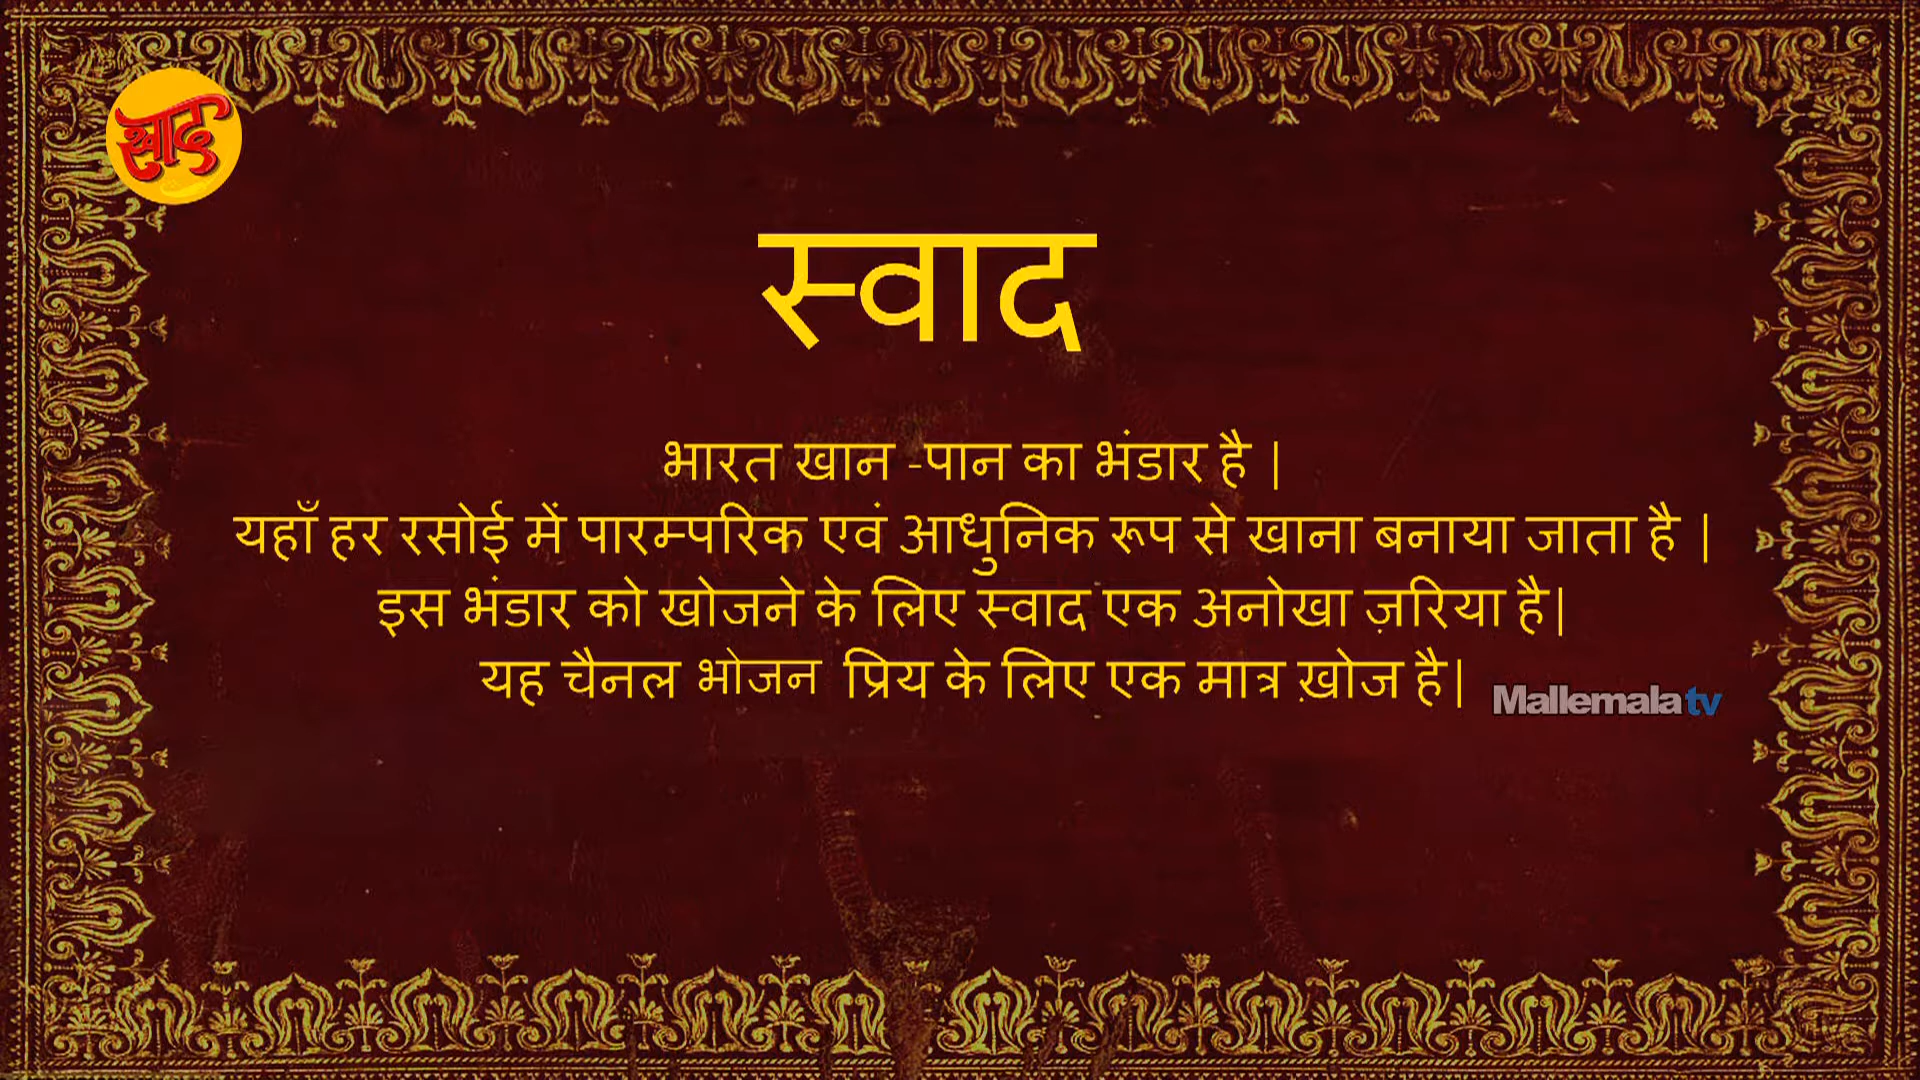 स्वाद
स्वाद
भारत खान -पान का भंडार है |
यहाँ हर रसोई में पारम्परिक एवं आधुनिक रूप से खाना बनाया जाता है |
इस भंडार को खोजने के लिए स्वाद एक अनोखा ज़रिया है|
यह चैनल भोजन प्रिय के लिए एक मात्र ख़ोज है|
Mallemalatv